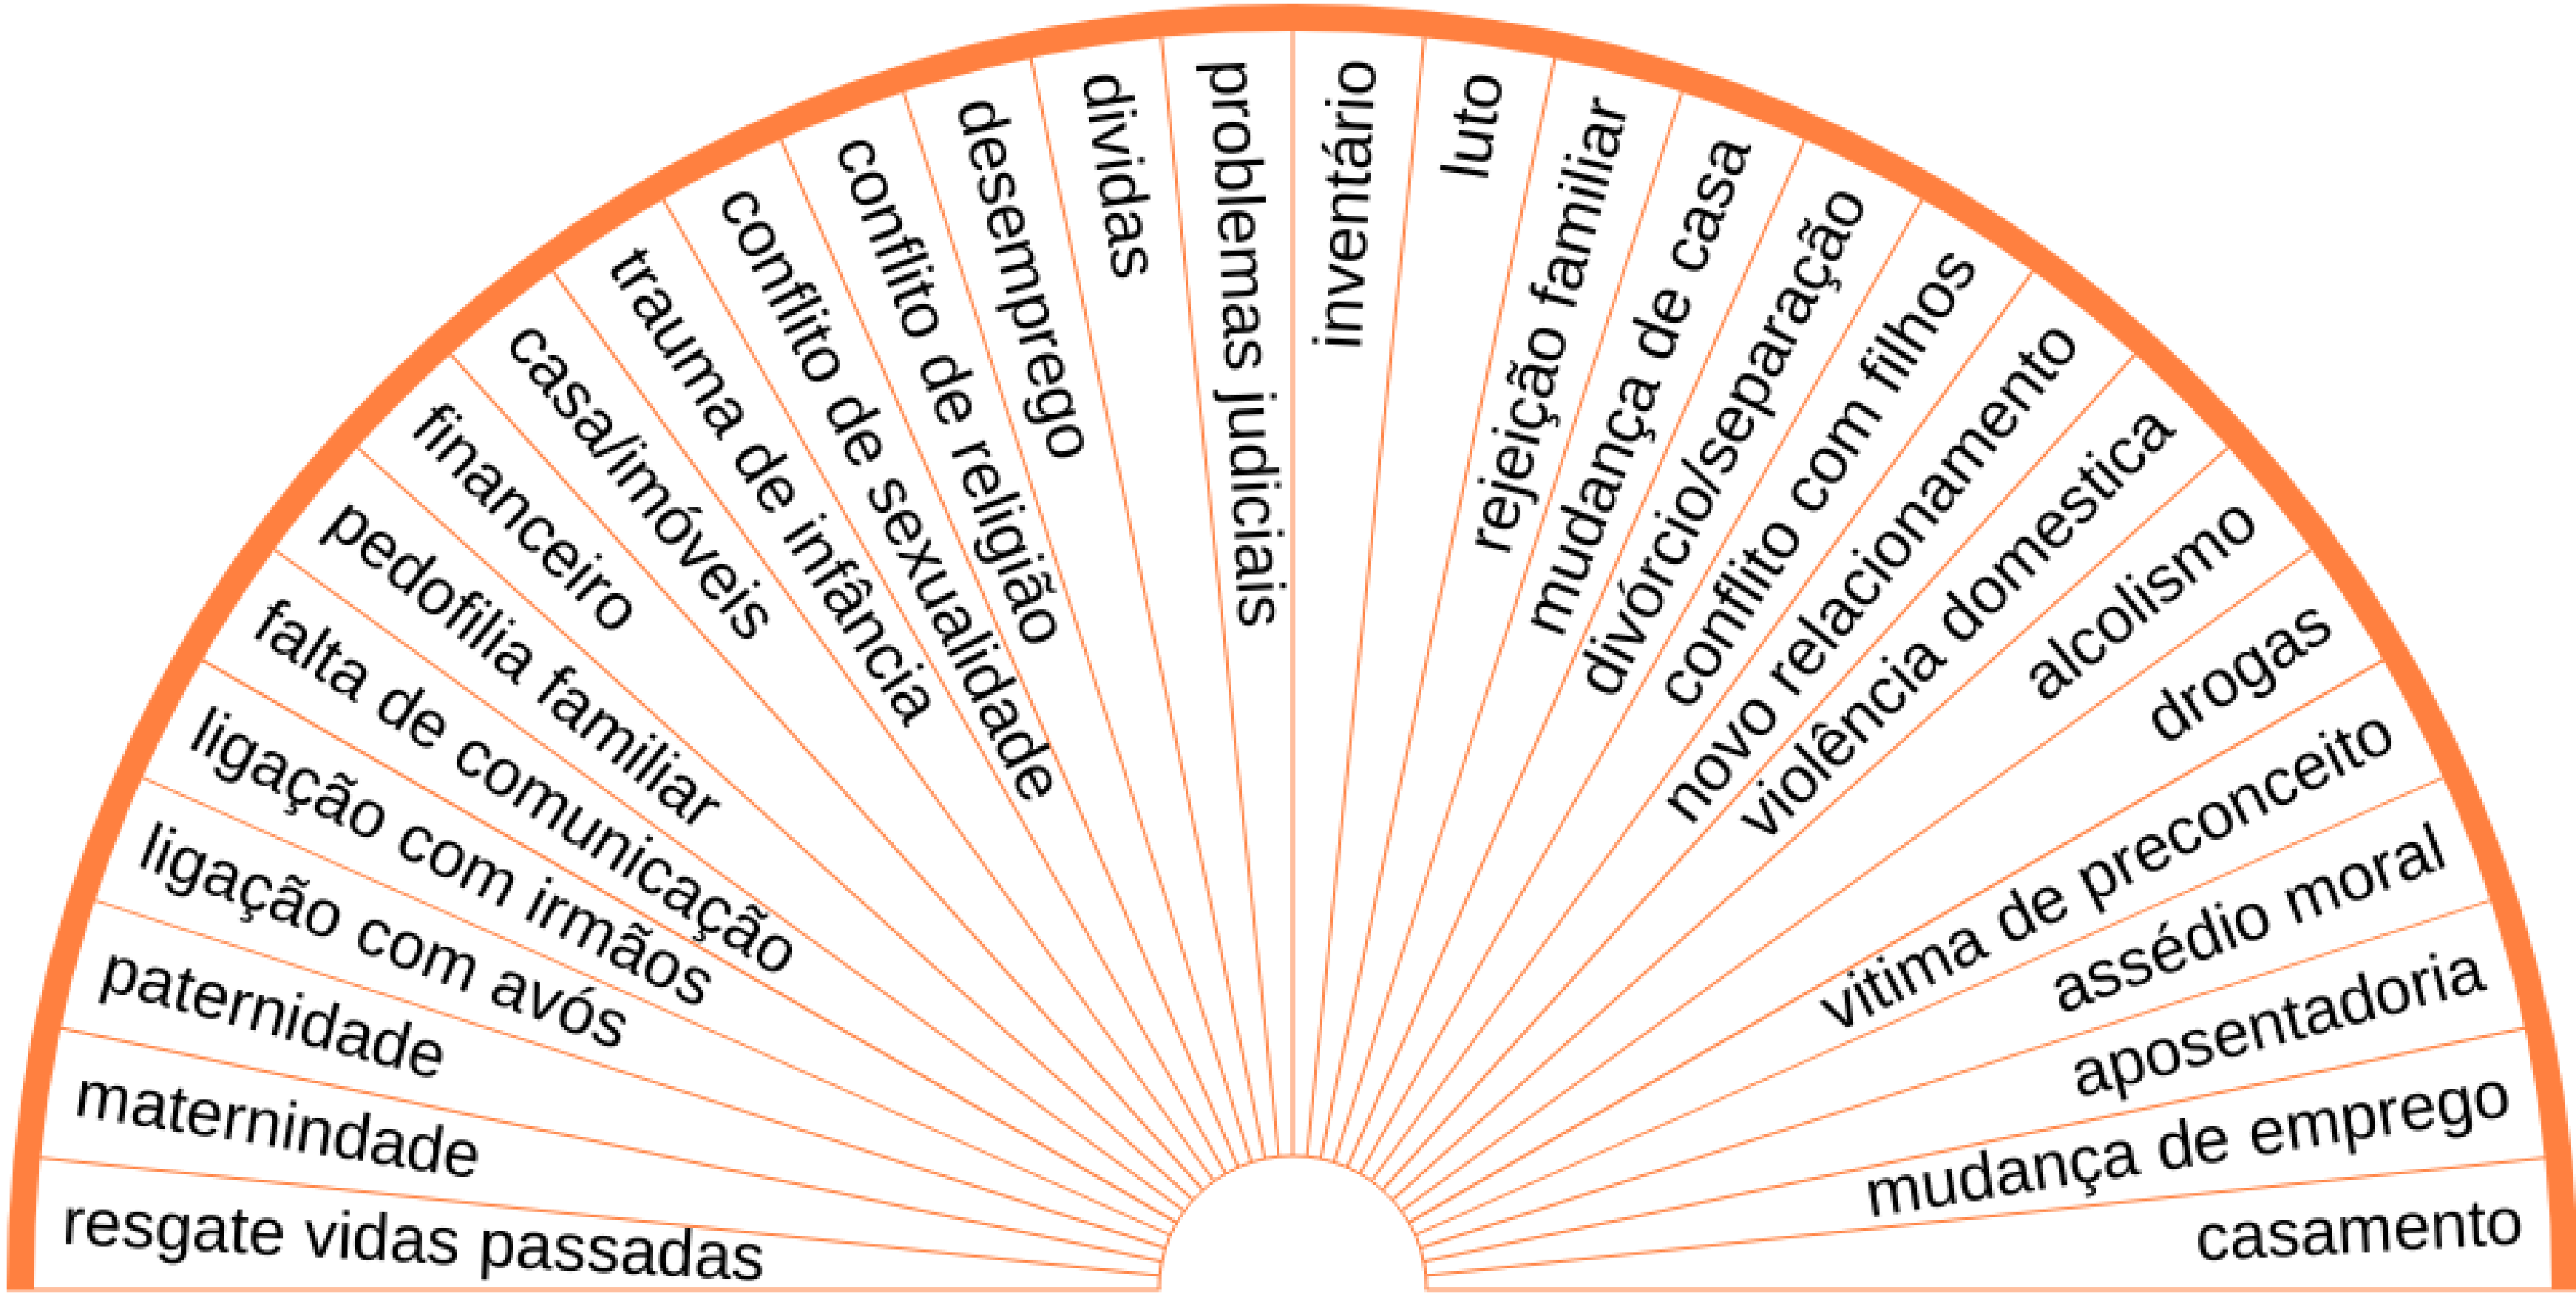 resgate vidas passadas
maternindade
paternidade
ligação com avós
ligação com irmãos
falta de comunicação
pedofilia familiar
financeiro
casa/imóveis
trauma de infância
conflito de sexualidade
conflito de religião
desemprego
dividas
problemas judiciais
inventário
luto
rejeição familiar
mudança de casa
divórcio/separação
conflito com filhos
novo relacionamento
violência domestica
alcolismo
drogas
vitima de preconceito
assédio moral
aposentadoria
mudança de emprego
casamento